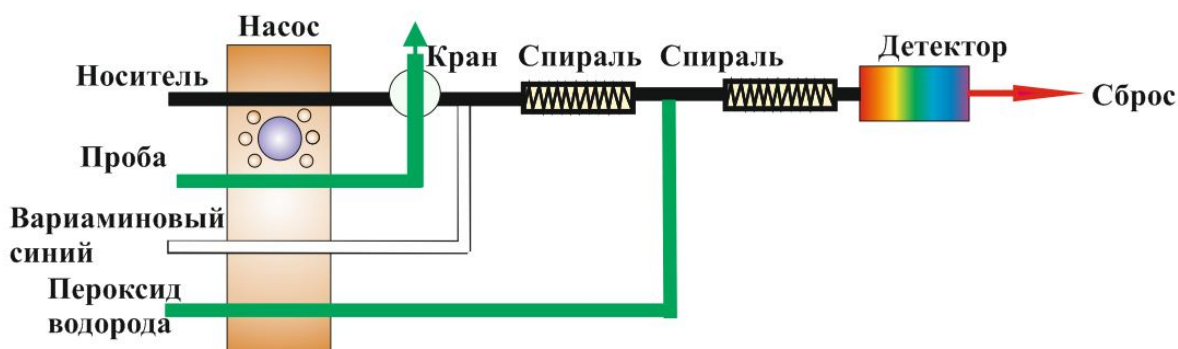 Насос
Носитель
Кран
Спираль
Спираль
Детектор
Сброс
Проба
Вариаминовый
синий
Пероксид
водорода